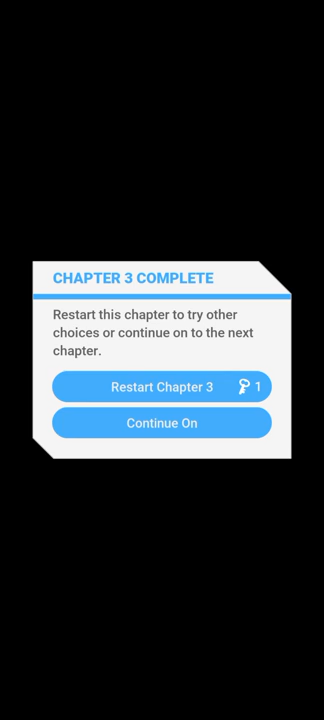 CHAPTER 3 COMPLETE
Restart this chapter to try other
choices or continue on to the next
chapter.
Restart Chapter 3 1
Continue On